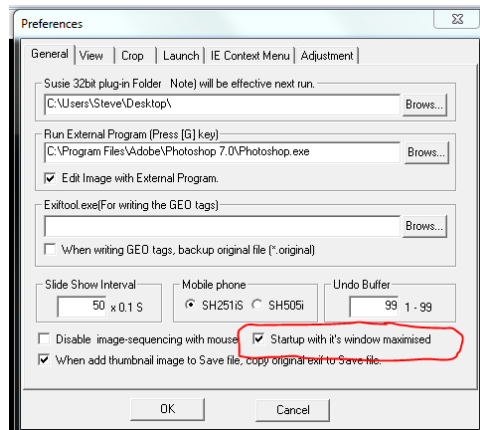 Preferences
General View Crop Launch IE Context Menu Adjustment
Susie 32bit plug-in Folder Note) will be effective next run.
C:\Users\Steve\Desktop\ Brows...
Run External Program (Press [G] key)
C:\Program Files\Adobe\Photoshop 7.0\Photoshop.exe Brows...
Edit Image with External Program.
Exiftool.exe(For writing the GEO tags)
Brows...
When writing GEO tags, backup original file (*.original)
Slide Show Interval Mobile phone Undo Buffer
50 x 0.1 S SH251iS SH505i 99 1 - 99
Disable image-sequencing with mouse Startup with it's window maximised
When add thumbnail image to Save file, copy original exif to Save file.
OK Cancel